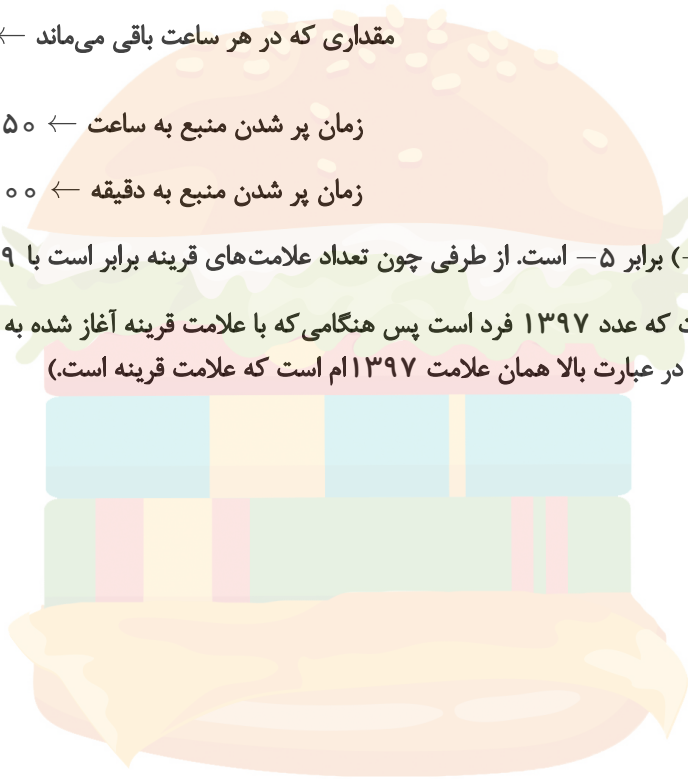 مقداری که در هر ساعت باقی می‌ماند ←
زمان پر شدن منبع به ساعت ← ۵۰
زمان پر شدن منبع به دقیقه ← ۰۰
) برابر ۵− است. از طرفی چون تعداد علامت‌های قرینه برابر است با ۹
که عدد ۱۳۹۷ فرد است پس هنگامی‌که با علامت قرینه آغاز شده به
در عبارت بالا همان علامت ۱۳۹۷ام است که علامت قرینه است.)